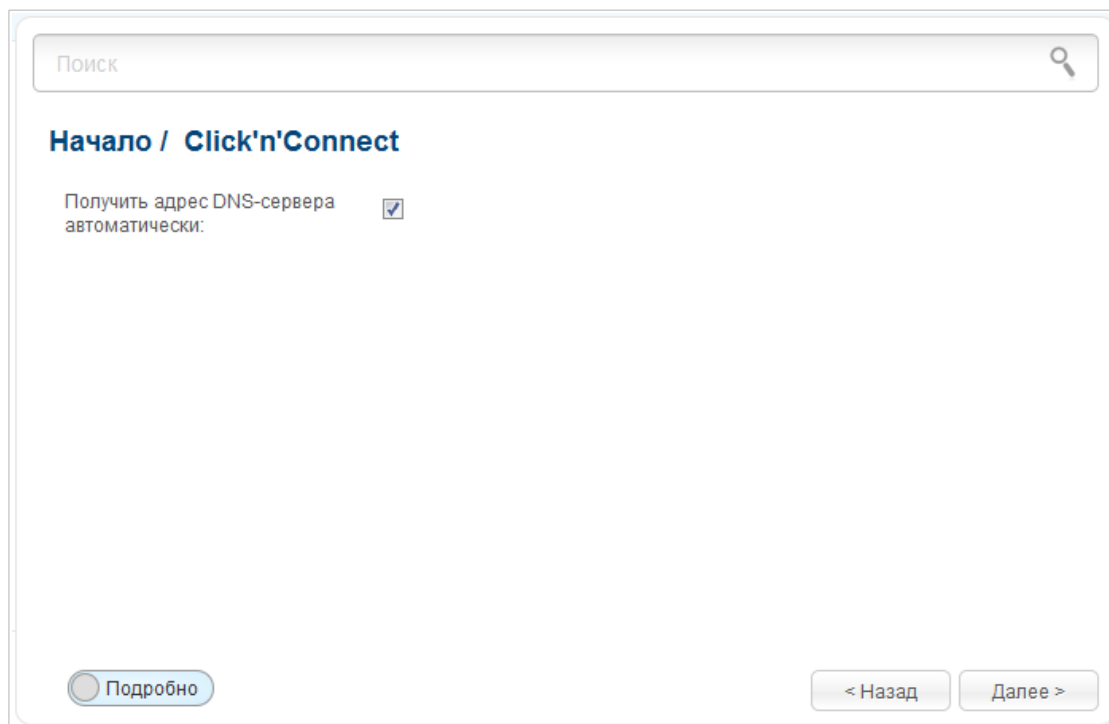 Поиск
Начало / Click'n'Connect
Получить адрес DNS-сервера
автоматически:
Подробно
< Назад
Далее >